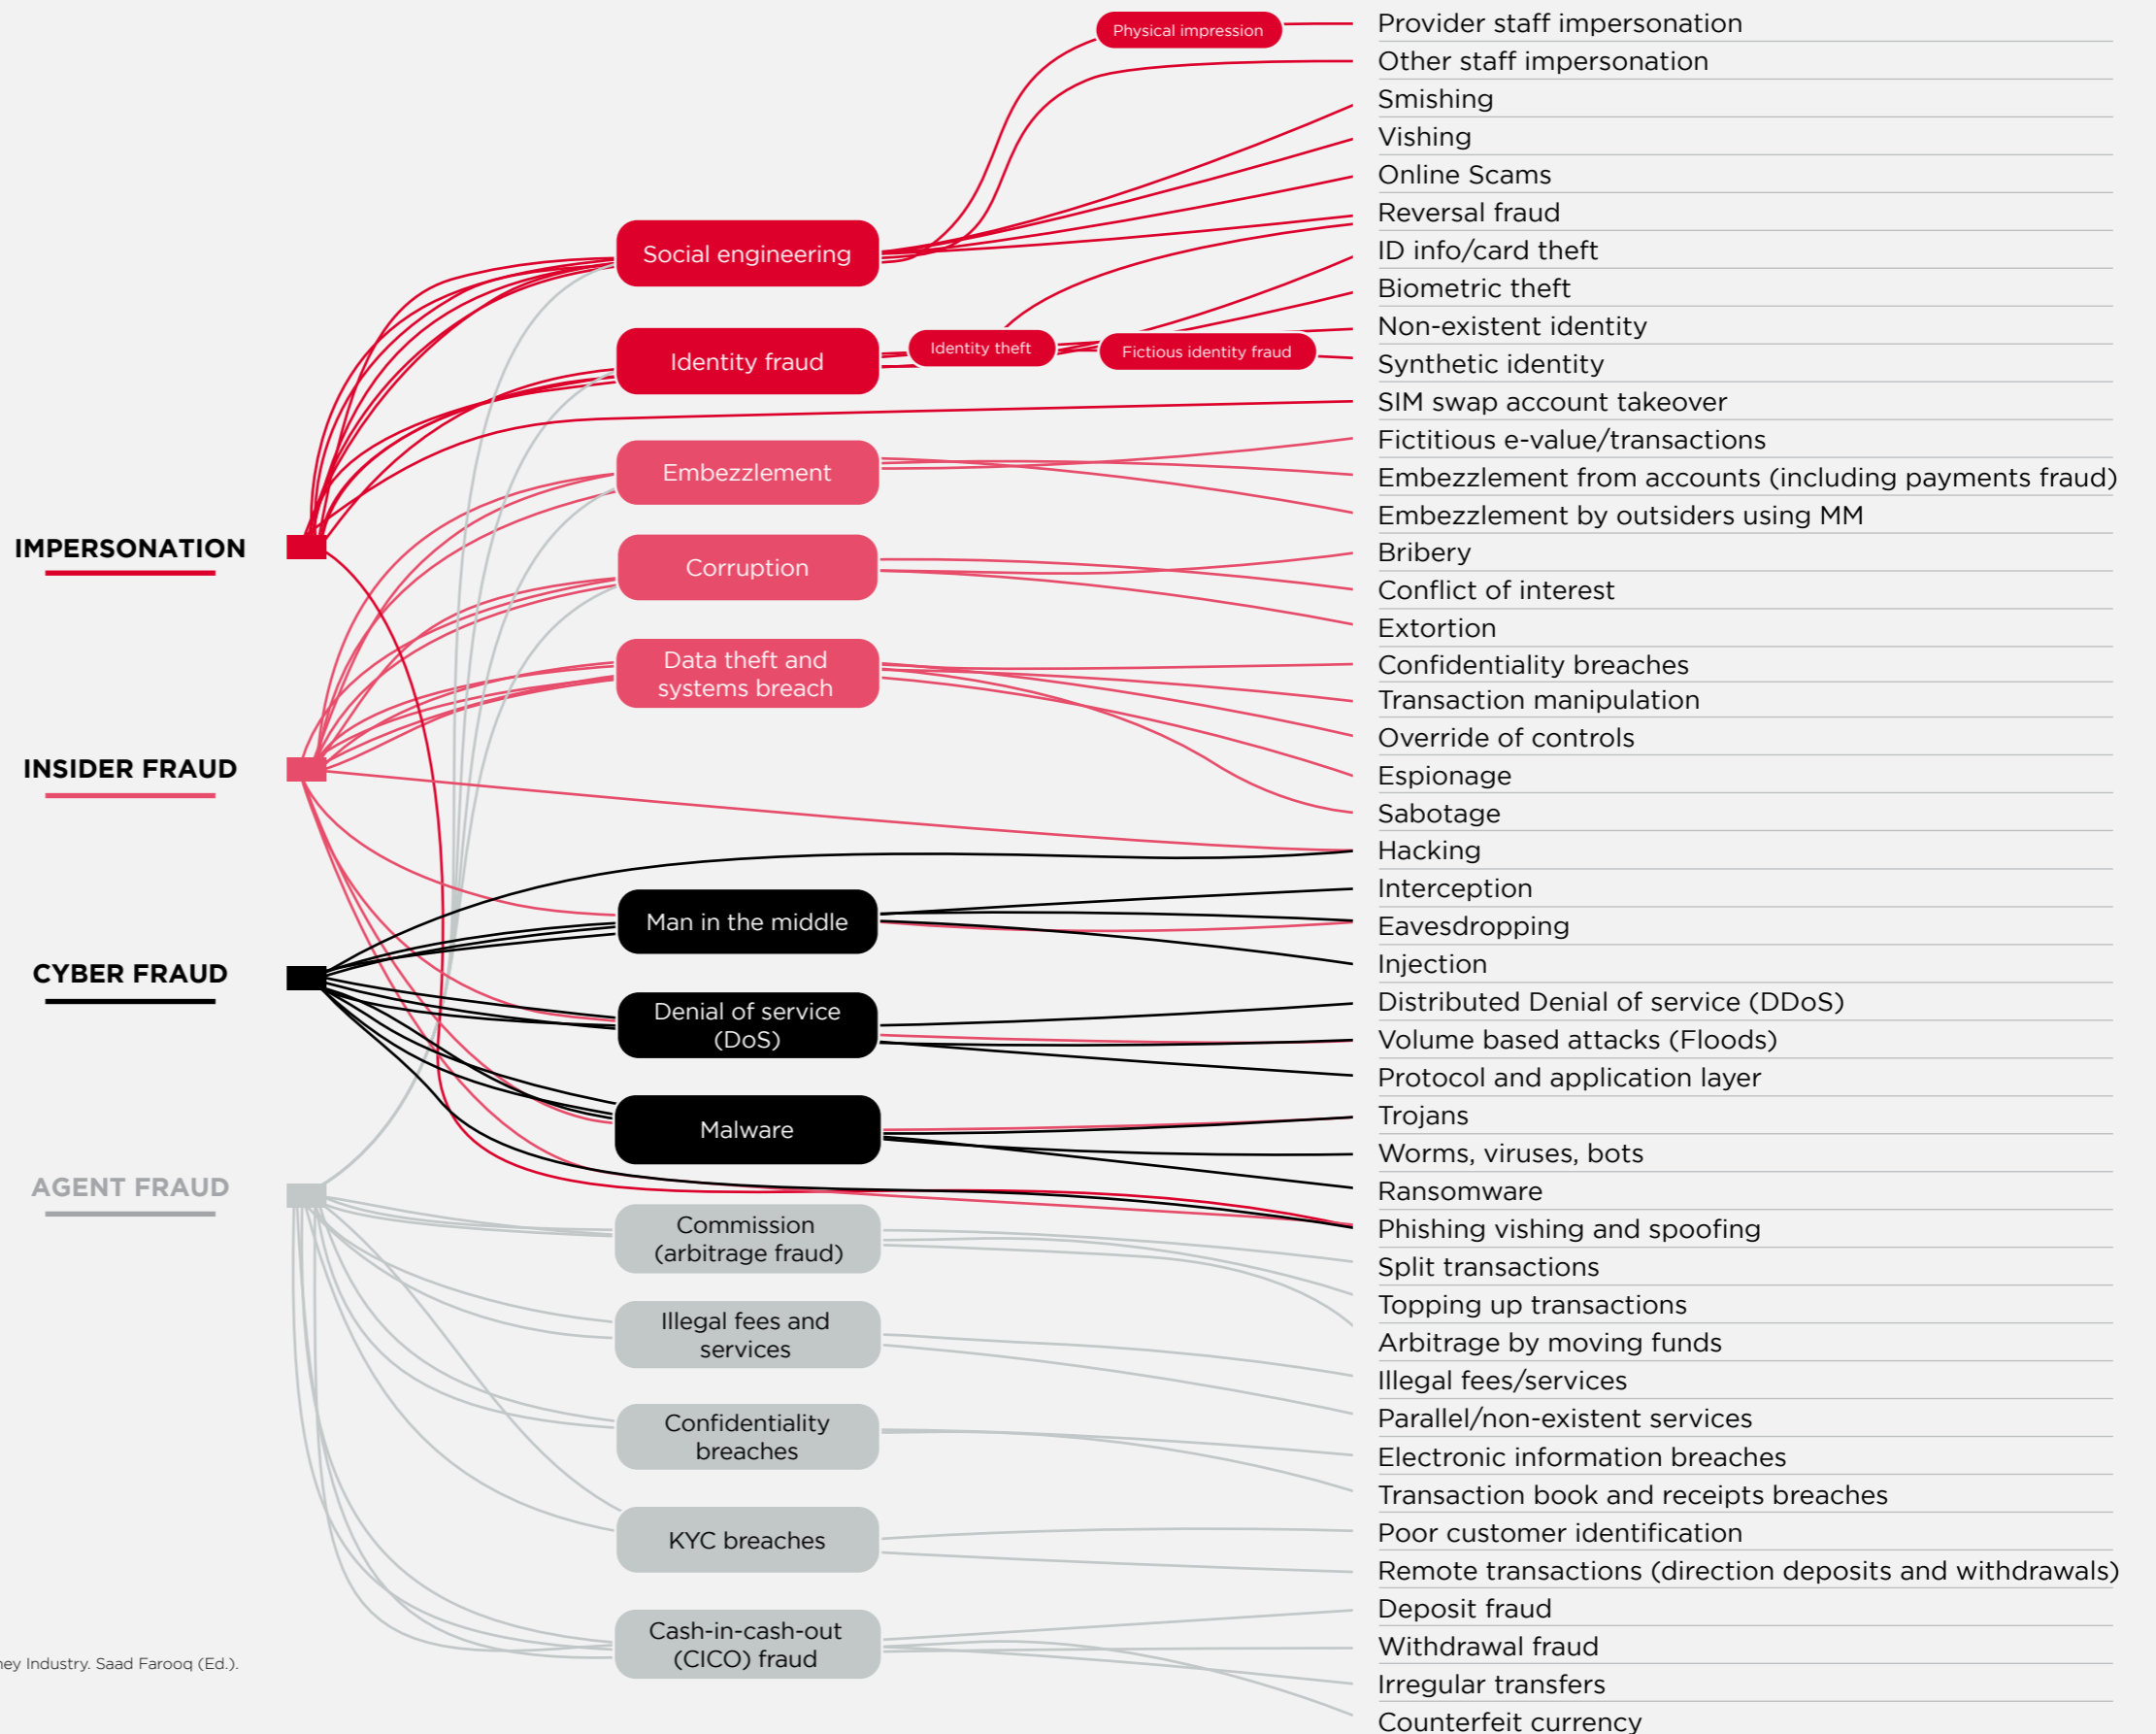 Physical impression
Provider staff impersonation
Other staff impersonation
Smishing
Vishing
Online Scams
Reversal fraud
ID info/card theft
Biometric theft
Non-existent identity
Synthetic identity
SIM swap account takeover
Fictitious e-value/transactions
Embezzlement from accounts (including payments fraud)
Embezzlement by outsiders using MM
Bribery
Conflict of interest
Extortion
Confidentiality breaches
Transaction manipulation
Override of controls
Espionage
Sabotage
Hacking
Interception
Eavesdropping
Injection
Distributed Denial of service (DDoS)
Volume based attacks (Floods)
Protocol and application layer
Trojans
Worms, viruses, bots
Ransomware
Phishing vishing and spoofing
Split transactions
Topping up transactions
Arbitrage by moving funds
Illegal fees/services
Parallel/non-existent services
Electronic information breaches
Transaction book and receipts breaches
Poor customer identification
Remote transactions (direction deposits and withdrawals)
Deposit fraud
Withdrawal fraud
Irregular transfers
Counterfeit currency
Social engineering
Identity fraud
Identity theft
Fictious identity fraud
Embezzlement
Corruption
Data theft and
systems breach
Man in the middle
Denial of service
(DoS)
Malware
Commission
(arbitrage fraud)
Illegal fees and
services
Confidentiality
breaches
KYC breaches
Cash-in-cash-out
(CICO) fraud
IMPERSONATION
INSIDER FRAUD
CYBER FRAUD
AGENT FRAUD
Industry. Saad Farooq (Ed.).